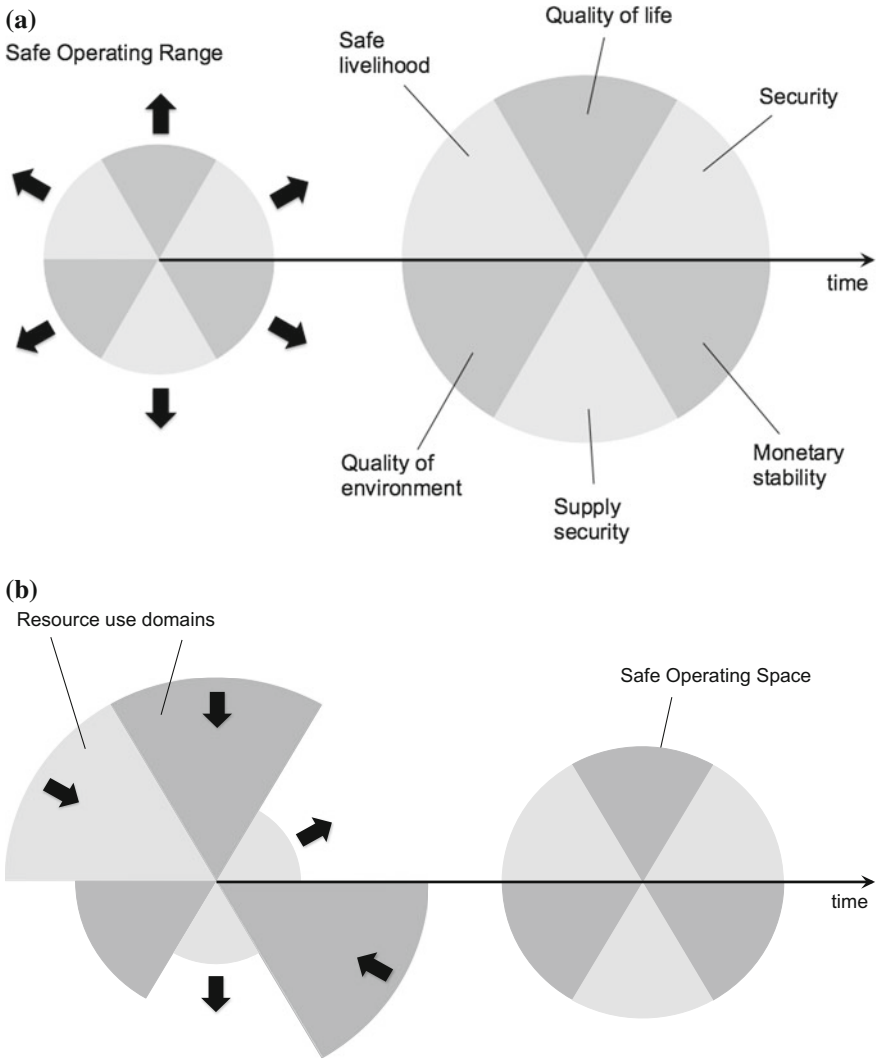 (a)
Safe Operating Range
Safe
livelihood
Quality of life
Security
time
Quality of
environment
Supply
security
Monetary
stability
(b)
Resource use domains
Safe Operating Space
time